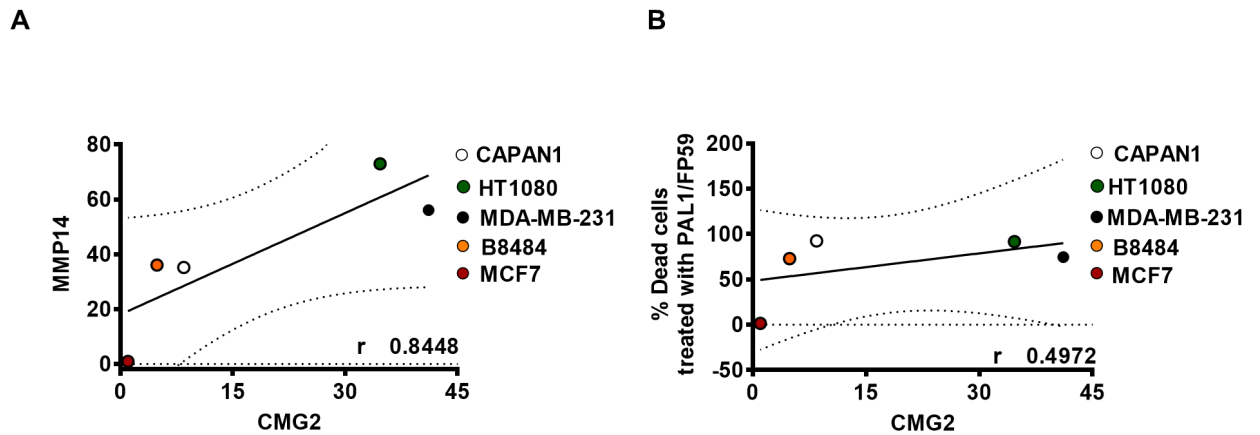 A
80
60
40
20
0
MMP14
0
15
30
45
CMG2
r 0.8448
CAPAN1
HT1080
MDA-MB-231
B8484
MCF7
B
200
150
100
50
0
-50
% Dead cells
treated with PAL1/FP59
0
15
30
45
CMG2
r 0.4972
CAPAN1
HT1080
MDA-MB-231
B8484
MCF7